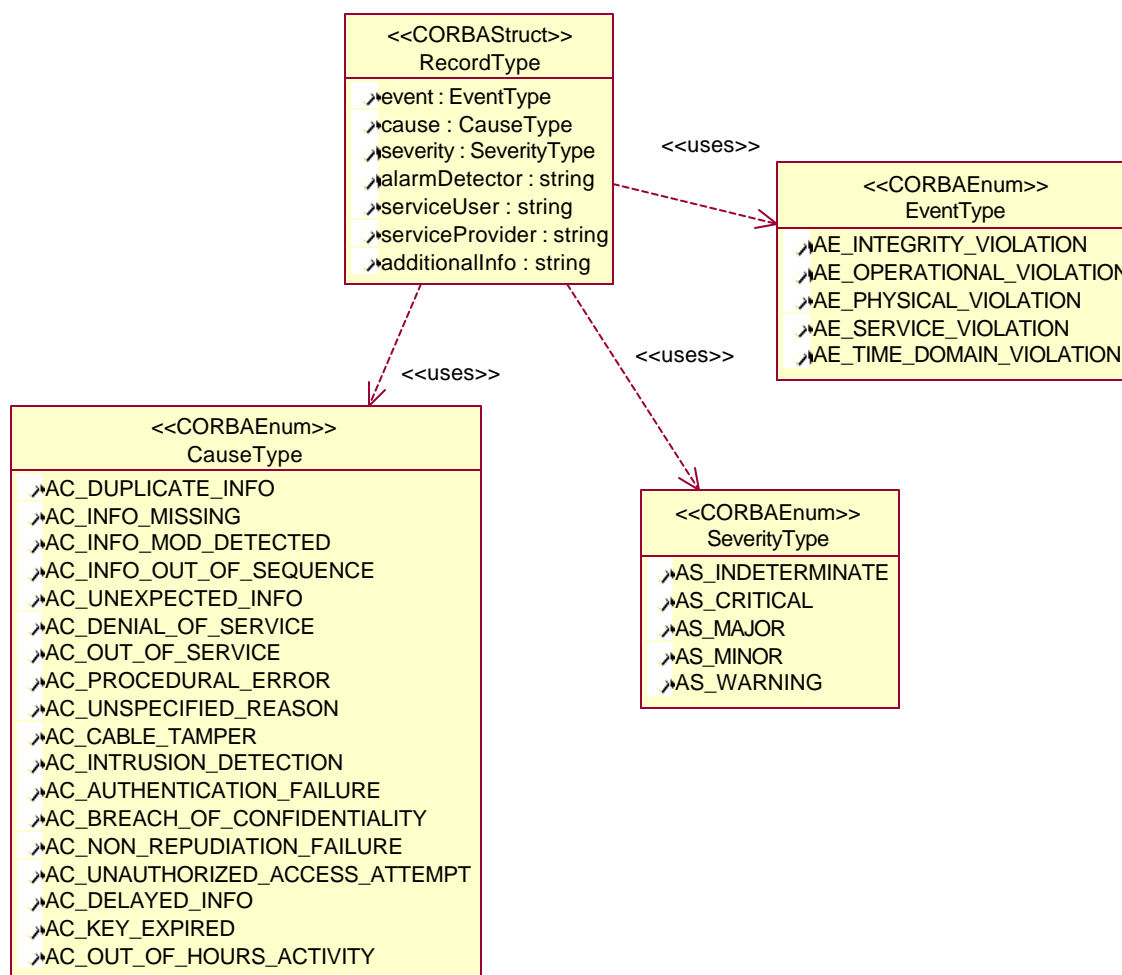 <<CORBAStruct>>
RecordType
event : EventType
cause : CauseType
severity : SeverityType
alarmDetector : string
serviceUser : string
serviceProvider : string
additionalInfo : string
<<uses>>
<<CORBAEnum>>
EventType
AE_INTEGRITY_VIOLATION
AE_OPERATIONAL_VIOLATION
AE_PHYSICAL_VIOLATION
AE_SERVICE_VIOLATION
AE_TIME_DOMAIN_VIOLATION
<<uses>>
<<uses>>
<<CORBAEnum>>
CauseType
AC_DUPLICATE_INFO
AC_INFO_MISSING
AC_INFO_MOD_DETECTED
AC_INFO_OUT_OF_SEQUENCE
AC_UNEXPECTED_INFO
AC_DENIAL_OF_SERVICE
AC_OUT_OF_SERVICE
AC_PROCEDURAL_ERROR
AC_UNSPECIFIED_REASON
AC_CABLE_TAMPER
AC_INTRUSION_DETECTION
AC_AUTHENTICATION_FAILURE
AC_BREACH_OF_CONFIDENTIALITY
AC_NON_REPUDIATION_FAILURE
AC_UNAUTHORIZED_ACCESS_ATTEMPT
AC_DELAYED_INFO
AC_KEY_EXPIRED
AC_OUT_OF_HOURS_ACTIVITY
<<CORBAEnum>>
SeverityType
AS_INDETERMINATE
AS_CRITICAL
AS_MAJOR
AS_MINOR
AS_WARNING